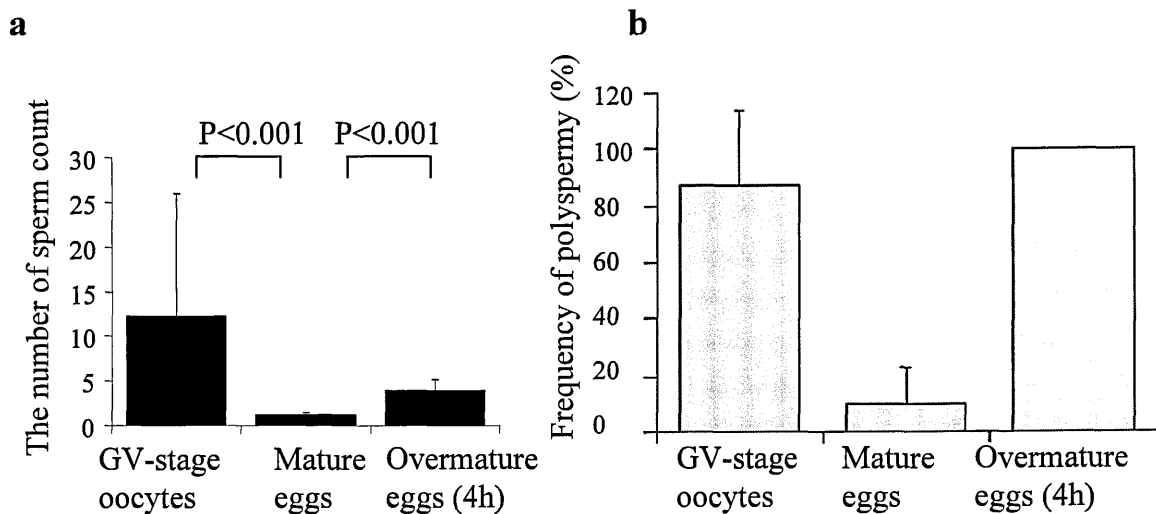 a
P<0.001 P<0.001
The number of sperm count
30
25
20
15
10
5
0
GV-stage oocytes
Mature eggs
Overmature eggs (4h)
b
Frequency of polyspermy (%)
120
100
80
60
40
20
0
GV-stage oocytes
Mature eggs
Overmature eggs (4h)